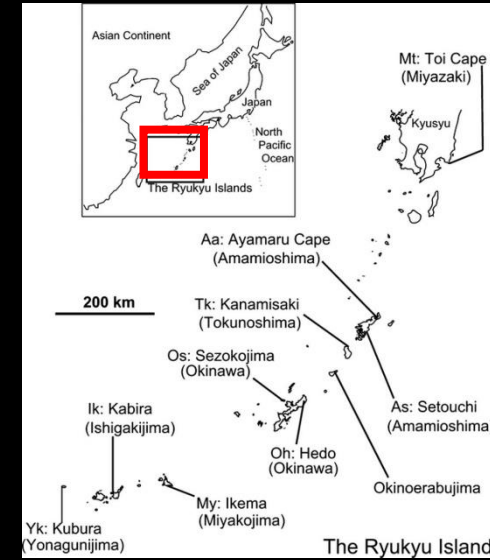 Asian Continent
Sea of Japan
Japan
North
Pacific
Ocean
The Ryukyu Islands
Mt: Toi Cape
(Miyazaki)
Kyusyu
Aa: Ayamaru Cape
(Amamioshima)
200 km
Tk: Kanamisaki
(Tokunoshima)
Os: Sezokojima
(Okinawa)
Ik: Kabira
(Ishigakijima)
As: Setouchi
(Amamioshima
Oh: Hedo
(Okinawa)
Okinoerabujima
My: Ikema
(Miyakojima)
Yk: Kubura
(Yonagunijima)
The Ryukyu Island